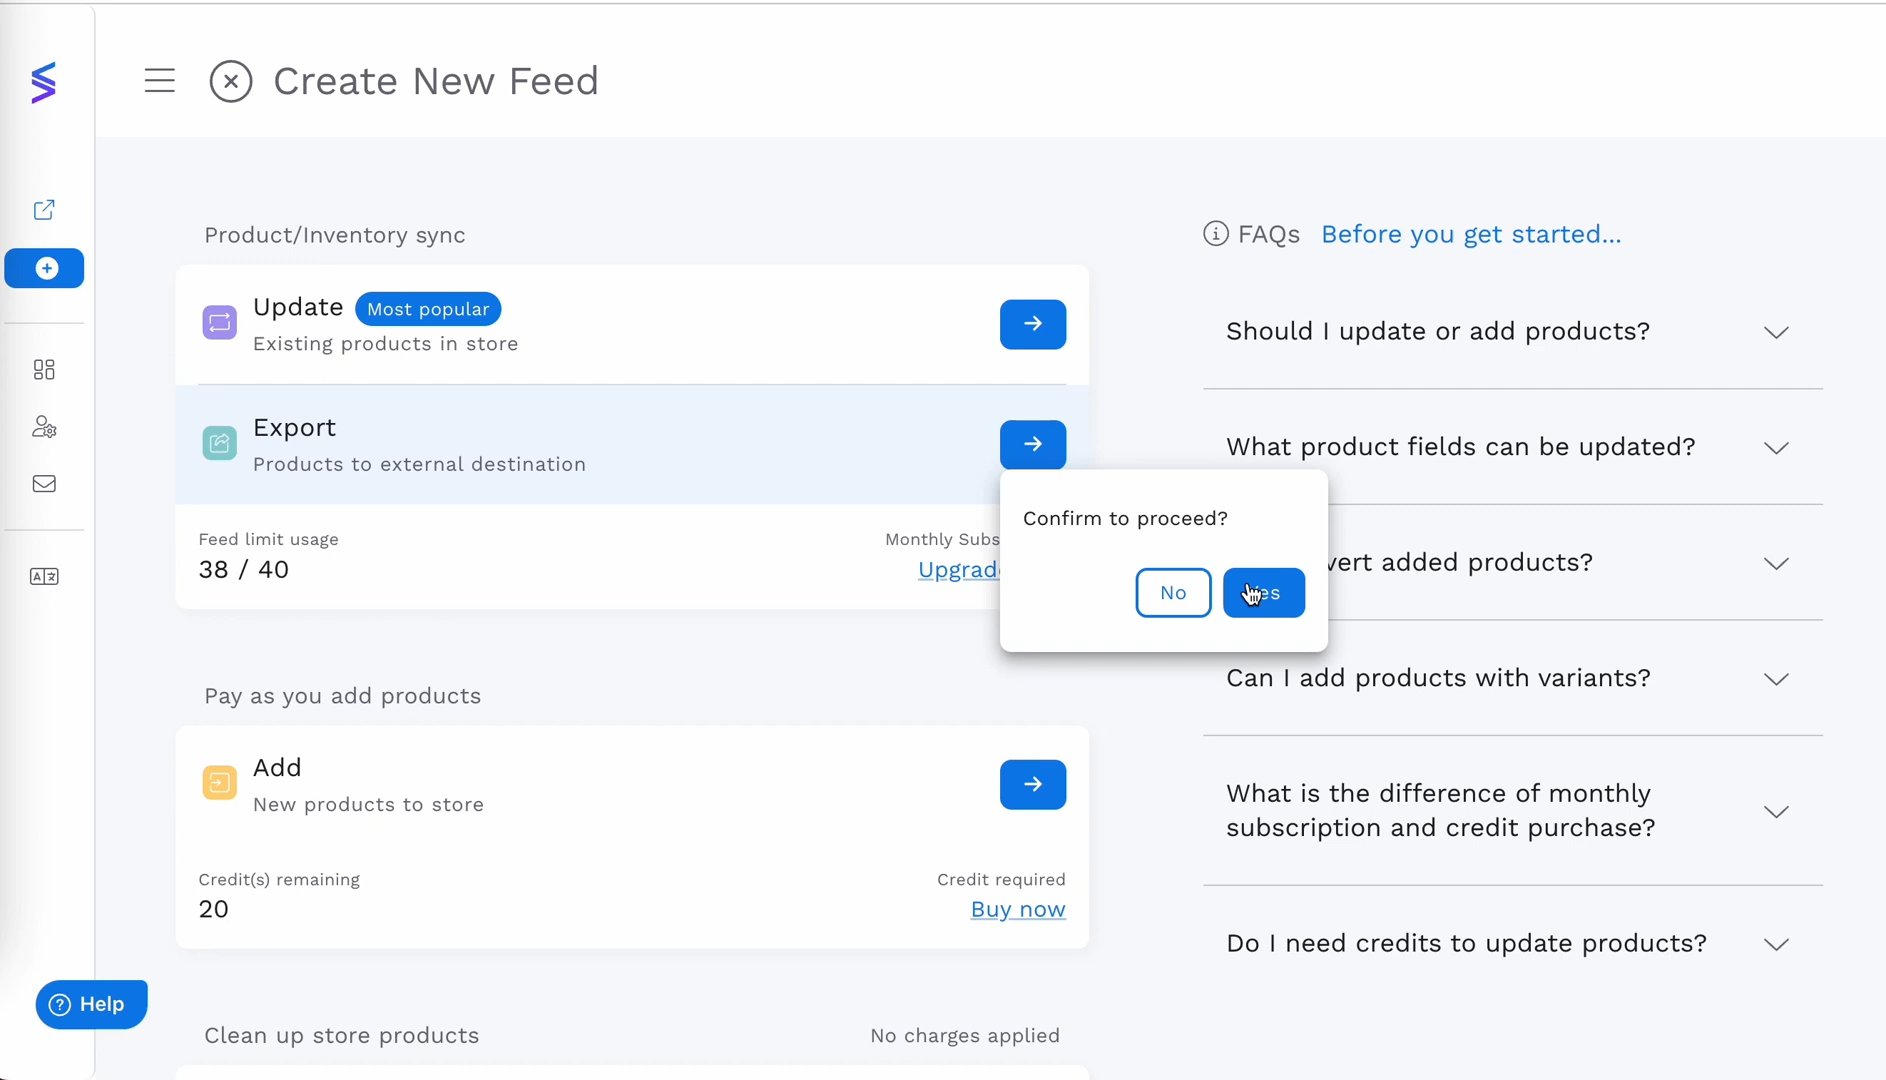 Create New Feed
Product/Inventory sync
Update Most popular
Existing products in store
Export
Products to external destination
Feed limit usage
38 / 40
Monthly Subs
Upgrad
Confirm to proceed?
No
Pay as you add products
Add
New products to store
Credit(s) remaining
20
Credit required
Buy now
Clean up store products
No charges applied
FAQs Before you get started...
Should I update or add products?
What product fields can be updated?
vert added products?
Can I add products with variants?
What is the difference of monthly
subscription and credit purchase?
Do I need credits to update products?
Help